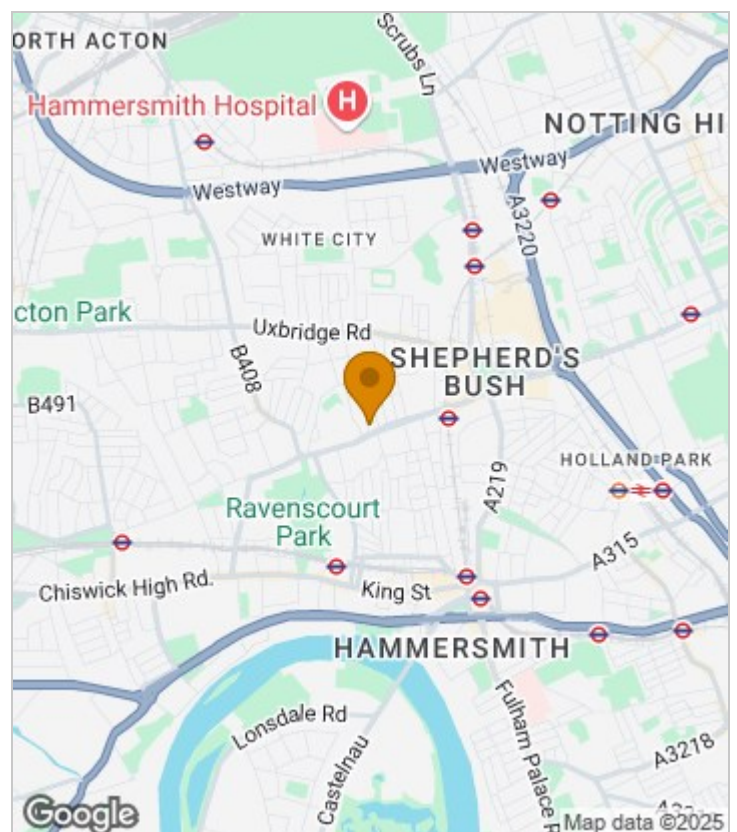 ORTH ACTON
Scrubs Ln
Hammersmith Hospital
H
NOTTING HI
Westway
Westway
A3220
WHITE CITY
cton Park
Uxbridge Rd
B408
SHEPHERD'S
BUSH
B491
HOLLAND PARK
A219
Ravenscourt
Park
A315
Chiswick High Rd.
King St
HAMMERSMITH
Lonsdale Rd
Castelnau
Fulham Palace R
A3218
Google
Map data ©2025